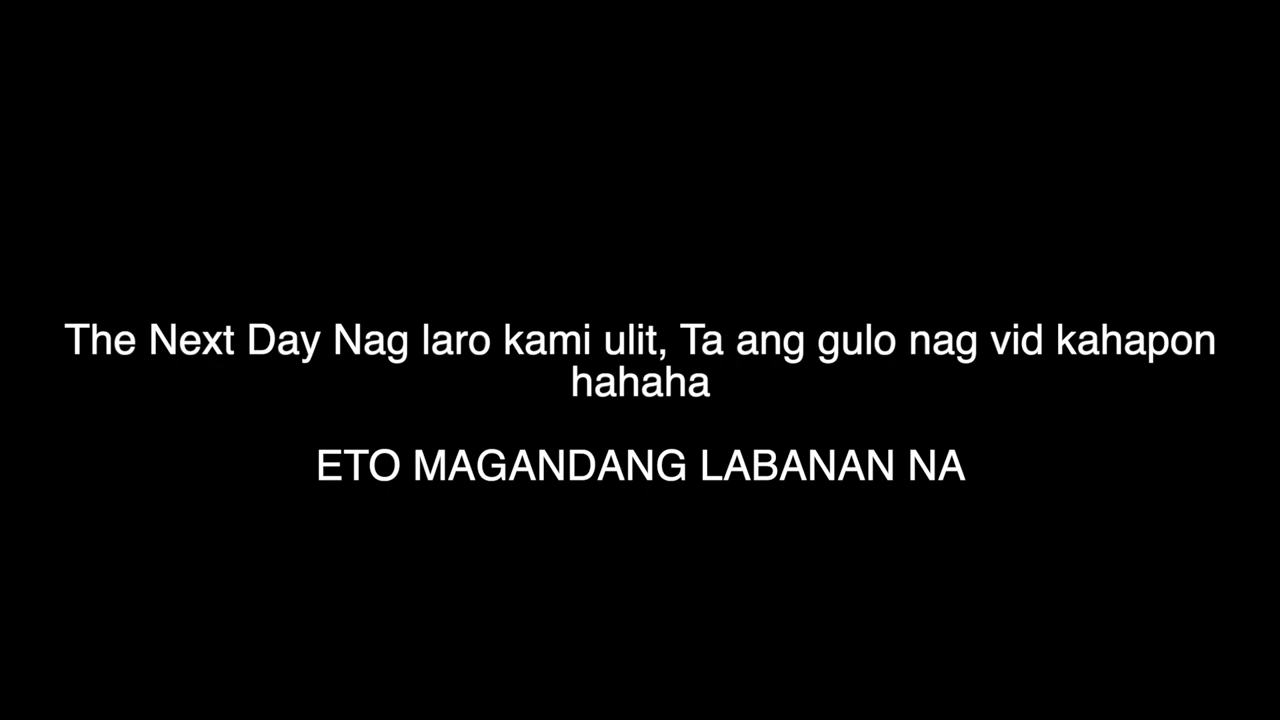 The Next Day Nag laro kami ulit, Ta ang gulo nag vid kahapon
hahaha
ETO MAGANDANG LABANAN NA